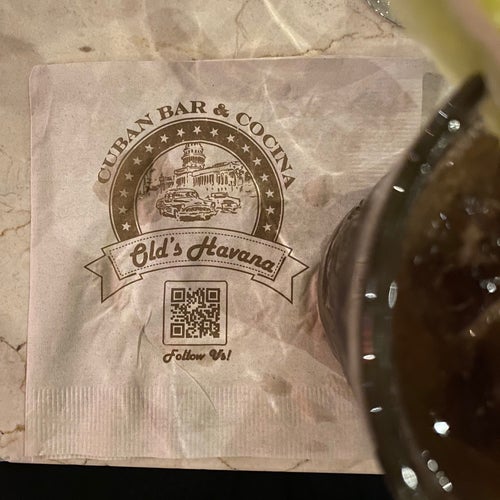 CUBAN BAR & COCINA
Old's Havana
Follow Us!